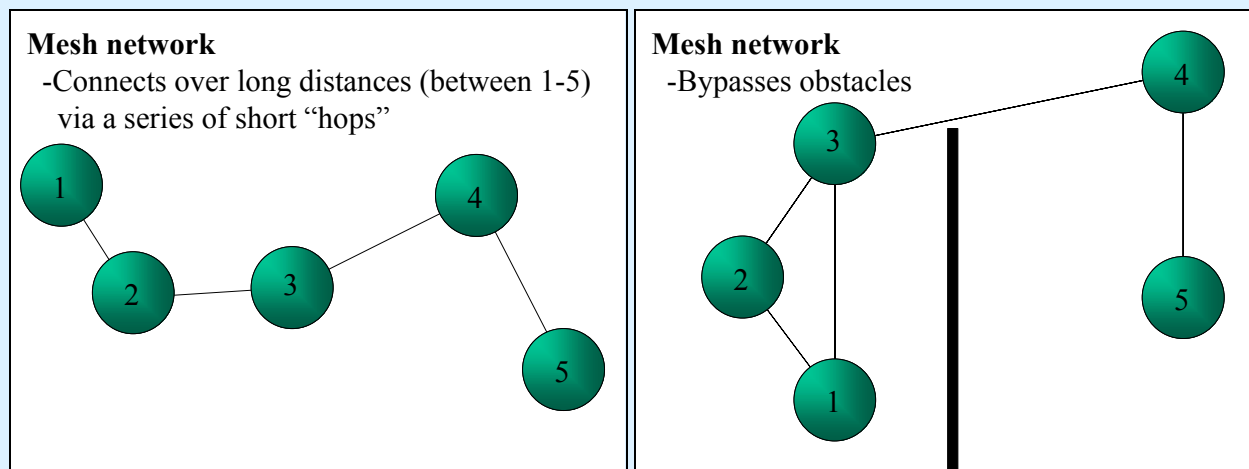 Mesh network
-Connects over long distances (between 1-5)
via a series of short “hops”
1
2
3
4
5
Mesh network
-Bypasses obstacles
4
3
2
5
1